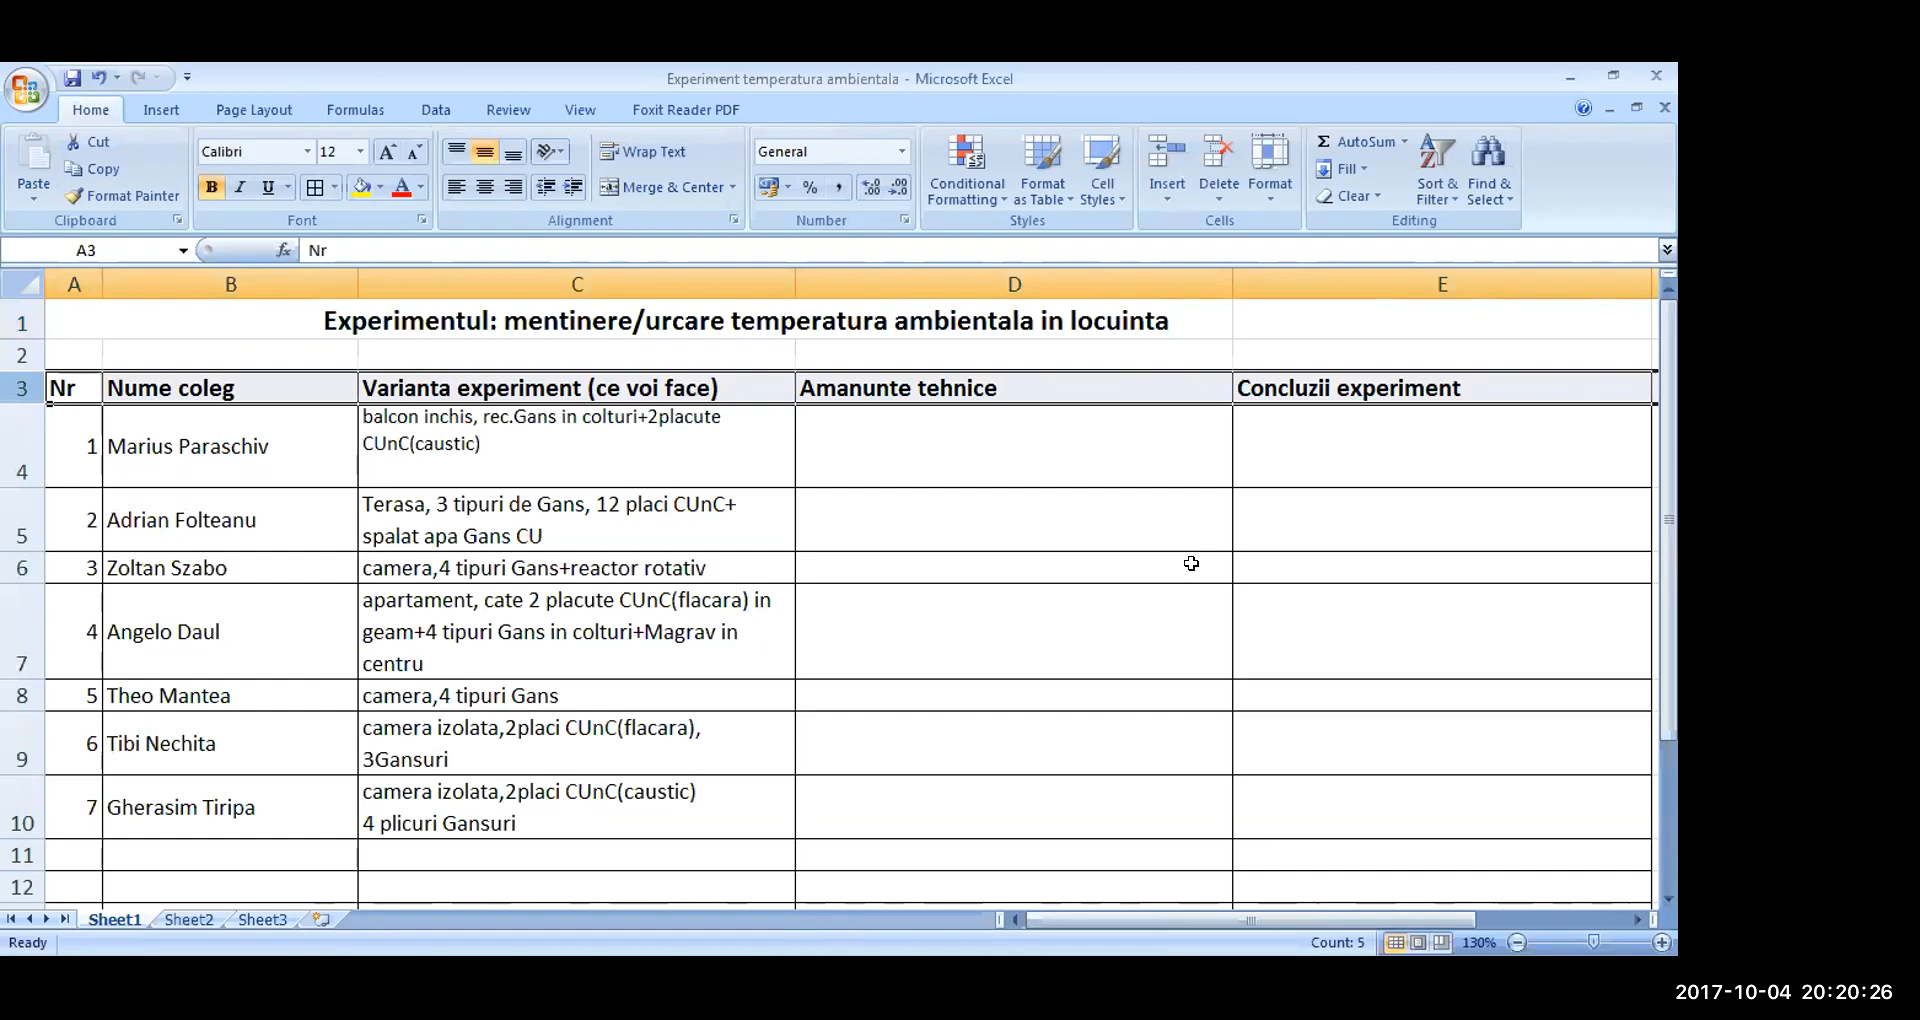 Experiment temperatura ambientala - Microsoft Excel
Home Insert Page Layout Formulas Data Review View Foxit Reader PDF
Paste
Cut
Copy
Format Painter
Clipboard
Calibri 12
B I U
Font
Wrap Text
Merge & Center
Alignment
General
Number
Conditional Formatting
Format as Table
Cell Styles
Styles
Insert Delete Format
Cells
Σ AutoSum
Fill
Clear
Sort & Filter
Find & Select
Editing
A3 fx Nr
A B C D E
1 Experimentul: mentinere/urcare temperatura ambientala in locuinta
2
3 Nr Nume coleg Varianta experiment (ce voi face) Amanunte tehnice Concluzii experiment
4 1 Marius Paraschiv balcon inchis, rec.Gans in colturi+2placute
CUnC(caustic)
5 2 Adrian Folteanu Terasa, 3 tipuri de Gans, 12 placi CUnC+
spalat apa Gans CU
6 3 Zoltan Szabo camera,4 tipuri Gans+reactor rotativ
7 4 Angelo Daul apartament, cate 2 placute CUnC(flacara) in
geam+4 tipuri Gans in colturi+Magrav in
centru
8 5 Theo Mantea camera,4 tipuri Gans
9 6 Tibi Nechita camera izolata,2placi CUnC(flacara),
3Gansuri
10 7 Gherasim Tiripa camera izolata,2placi CUnC(caustic)
4 plicuri Gansuri
11
12
Sheet1 Sheet2 Sheet3
Ready Count: 5 130%
2017-10-04 20:20:26